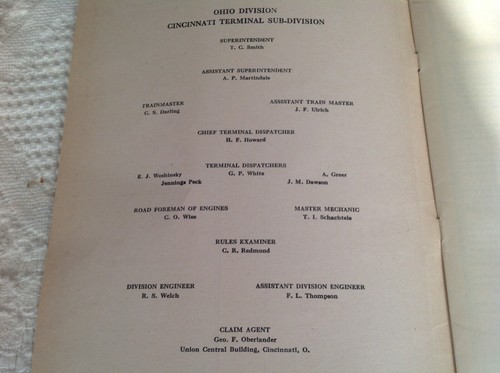 OHIO DIVISION
CINCINNATI TERMINAL SUB-DIVISION
SUPERINTENDENT
T. C. Smith
ASSISTANT SUPERINTENDENT
A. P. Martindale
TRAINMASTER ASSISTANT TRAIN MASTER
C. S. Darling J. F. Ulrich
CHIEF TERMINAL DISPATCHER
H. F. Howard
TERMINAL DISPATCHERS
E. J. Woshinsky G. P. White A. Greer
Jennings Peck J. M. Dawson
ROAD FOREMAN OF ENGINES MASTER MECHANIC
C. O. Wise T. I. Schachtele
RULES EXAMINER
C. R. Redmond
DIVISION ENGINEER ASSISTANT DIVISION ENGINEER
R. S. Welch F. L. Thompson
CLAIM AGENT
Geo. F. Oberlander
Union Central Building, Cincinnati, O.